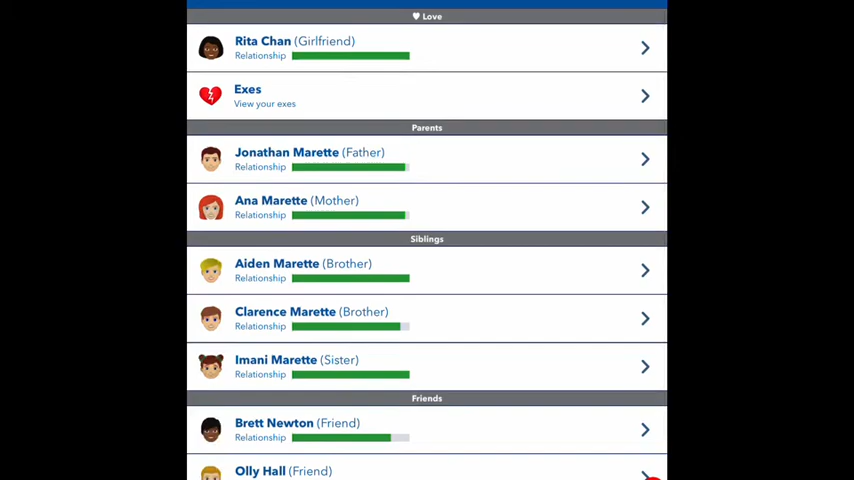 Love
Rita Chan (Girlfriend)
Relationship
Exes
View your exes
Parents
Jonathan Marette (Father)
Relationship
Ana Marette (Mother)
Relationship
Siblings
Aiden Marette (Brother)
Relationship
Clarence Marette (Brother)
Relationship
Imani Marette (Sister)
Relationship
Friends
Brett Newton (Friend)
Relationship
Olly Hall (Friend)